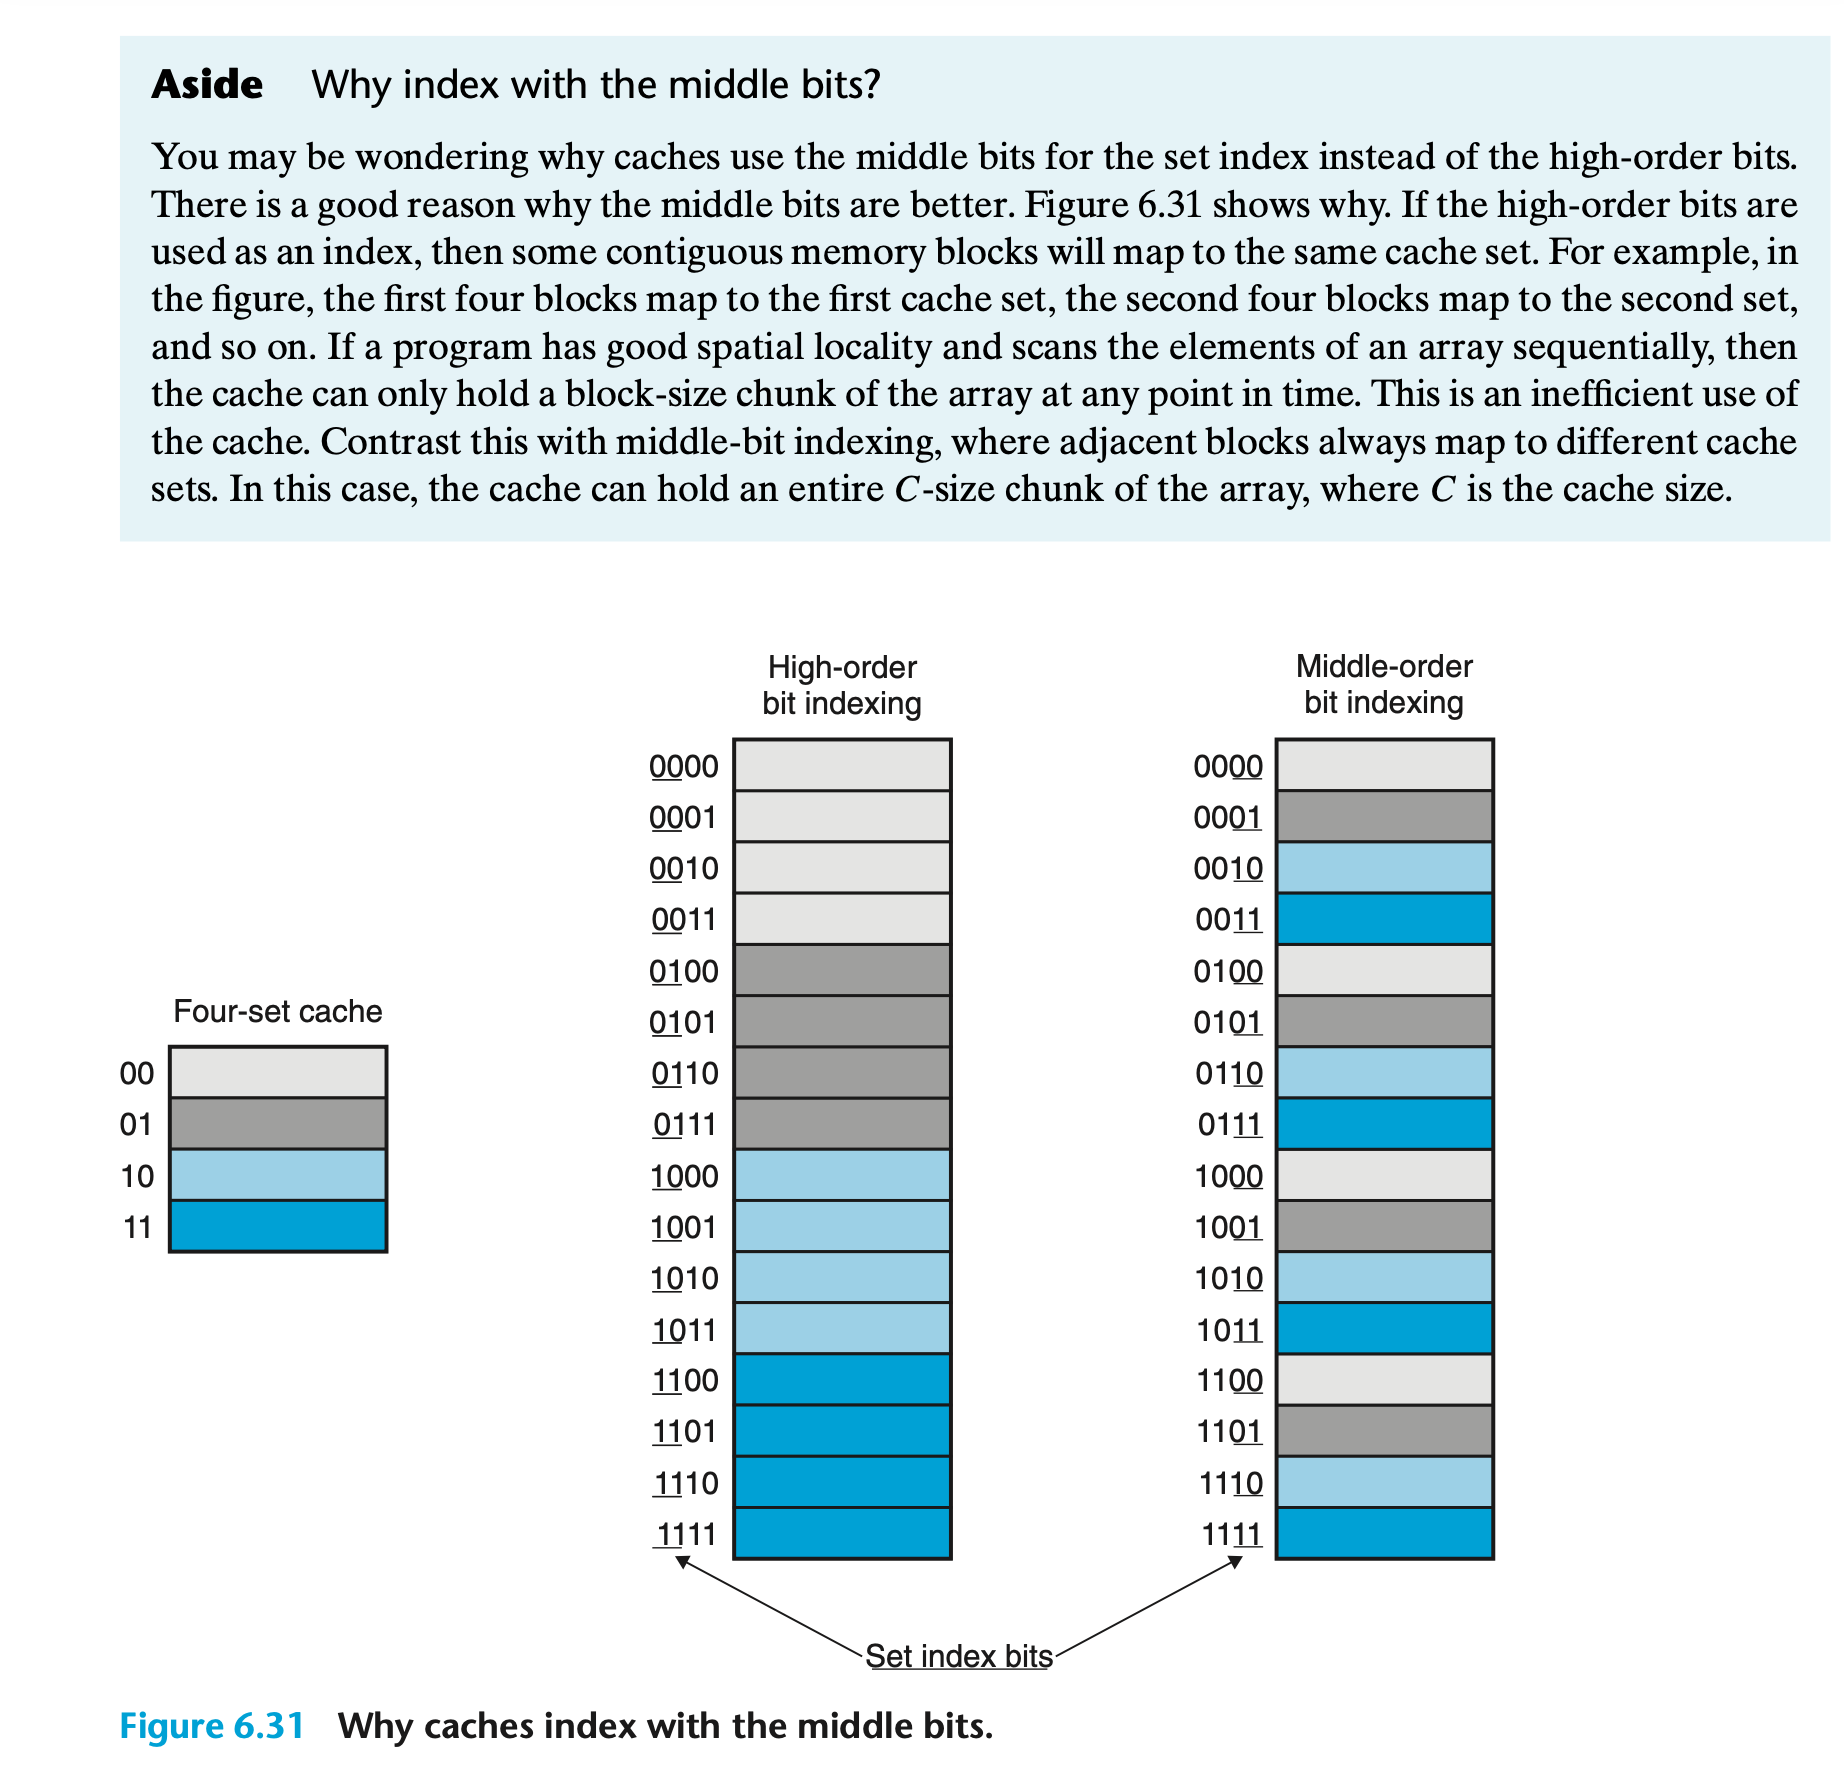 Aside Why index with the middle bits?
You may be wondering why caches use the middle bits for the set index instead of the high-order bits.
There is a good reason why the middle bits are better. Figure 6.31 shows why. If the high-order bits are
used as an index, then some contiguous memory blocks will map to the same cache set. For example, in
the figure, the first four blocks map to the first cache set, the second four blocks map to the second set,
and so on. If a program has good spatial locality and scans the elements of an array sequentially, then
the cache can only hold a block-size chunk of the array at any point in time. This is an inefficient use of
the cache. Contrast this with middle-bit indexing, where adjacent blocks always map to different cache
sets. In this case, the cache can hold an entire C-size chunk of the array, where C is the cache size.
Four-set cache
00
01
10
11
High-order
bit indexing
0000
0001
0010
0011
0100
0101
0110
0111
1000
1001
1010
1011
1100
1101
1110
1111
Middle-order
bit indexing
0000
0001
0010
0011
0100
0101
0110
0111
1000
1001
1010
1011
1100
1101
1110
1111
Set index bits
Figure 6.31 Why caches index with the middle bits.